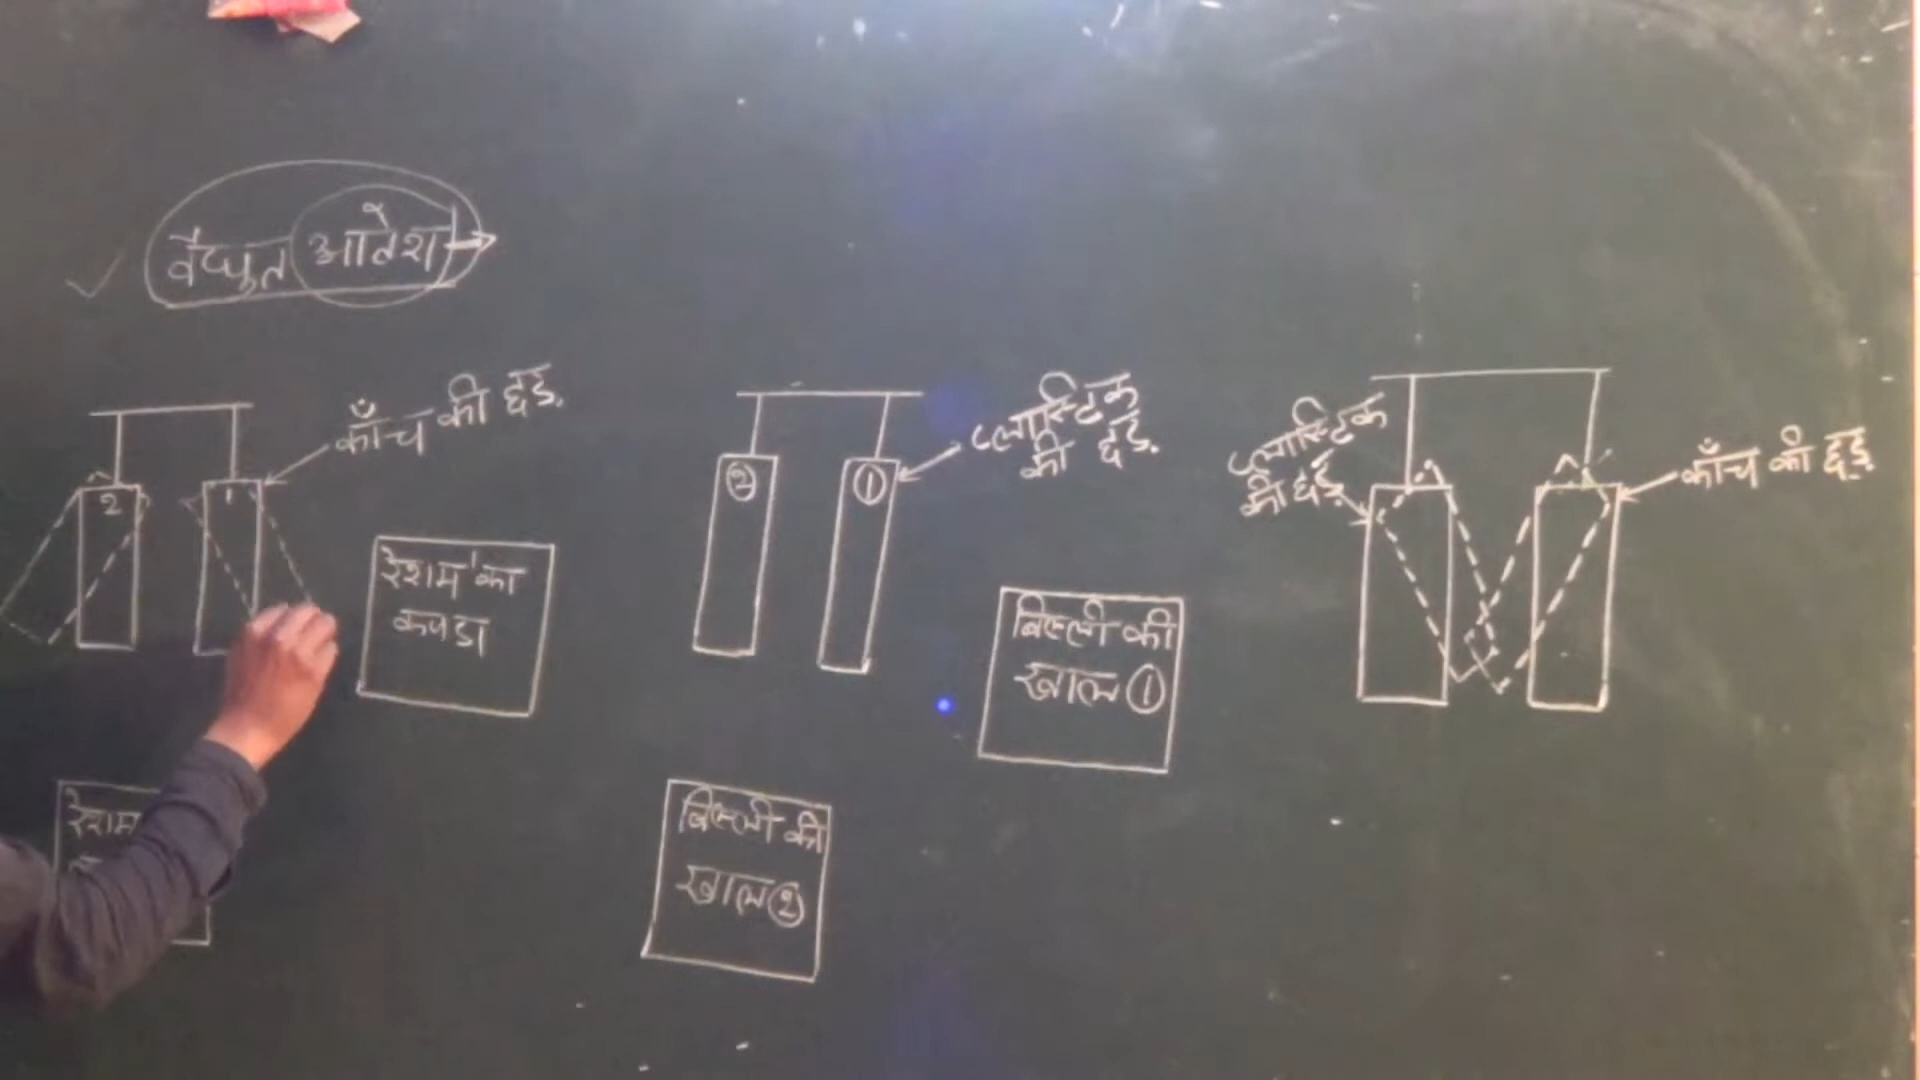 वैद्युत आवेश
काँच की छड़.
2
1
रेशम का
कपडा
रेशम
प्लास्टिक
की छड़.
2
1
बिल्ली की
खाल 1
बिल्ली की
खाल 2
प्लास्टिक
की छड़
काँच की छड़.